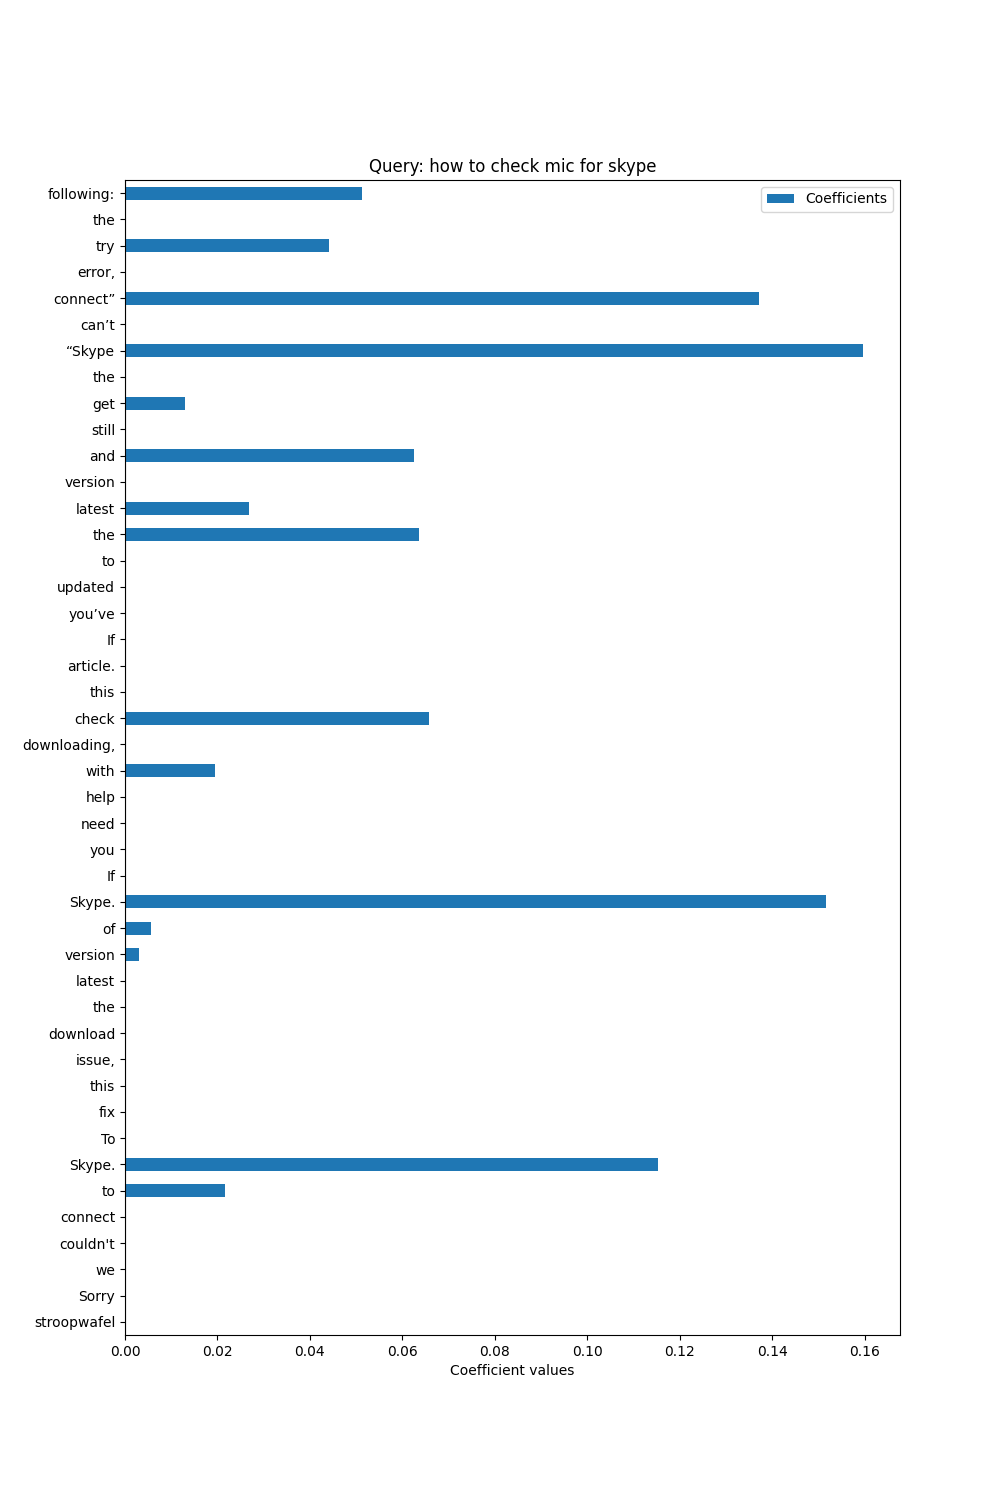 Query: how to check mic for skype
Coefficients
following:
the
try
error,
connect”
can’t
“Skype
the
get
still
and
version
latest
the
to
updated
you’ve
If
article.
this
check
downloading,
with
help
need
you
If
Skype.
of
version
latest
the
download
issue,
this
fix
To
Skype.
to
connect
couldn't
we
Sorry
stroopwafel
0.00 0.02 0.04 0.06 0.08 0.10 0.12 0.14 0.16
Coefficient values